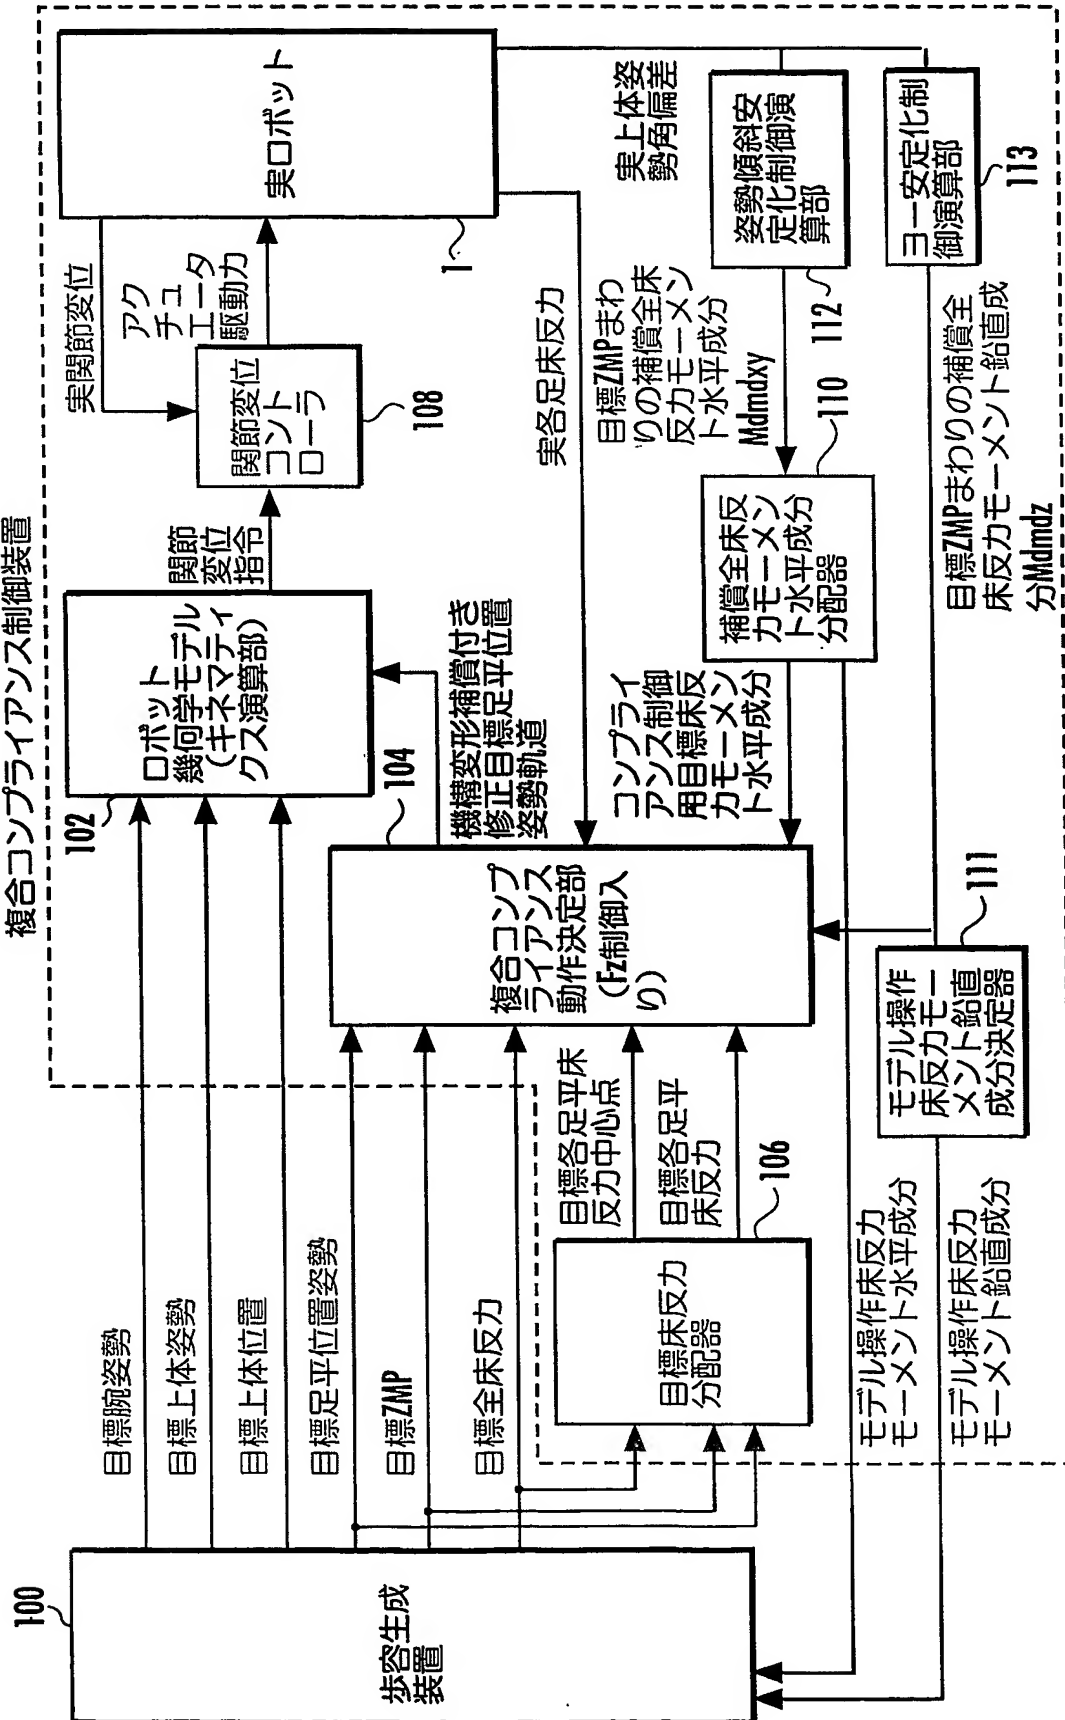 複合コンプライアンス制御装置
100
歩容生成
装置
目標腕姿勢
目標上体姿勢
目標上体位置
目標足平位置姿勢
目標ZMP
目標全床反力
102
ロボット
幾何学モデル
(キネマティ
クス演算部)
関節
変位
指令
関節変位
コント
ローラ
108
実関節変位
アク
チュ
エータ
駆動力
実ロボット
1
104
機構変形補償付き
修正目標足平位置
姿勢軌道
複合コンプ
ライアンス
動作決定部
(Fz制御入
り)
実各足床反力
目標各足平床
反力中心点
目標各足平
床反力
106
目標床反力
分配器
コンプライ
アンス制御
用目標床反
力モーメン
ト水平成分
補償全床反
力モーメン
ト水平成分
分配器
110
目標ZMPまわ
りの補償全床
反力モーメン
ト水平成分
Mdmdxy
実上体姿
勢角偏差
姿勢傾斜安
定化制御演
算部
112
ヨー安定化制
御演算部
113
目標ZMPまわりの補償全
床反力モーメント鉛直成
分Mdmdz
モデル操作
床反力モー
メント鉛直
成分決定器
111
モデル操作床反力
モーメント水平成分
モデル操作床反力
モーメント鉛直成分